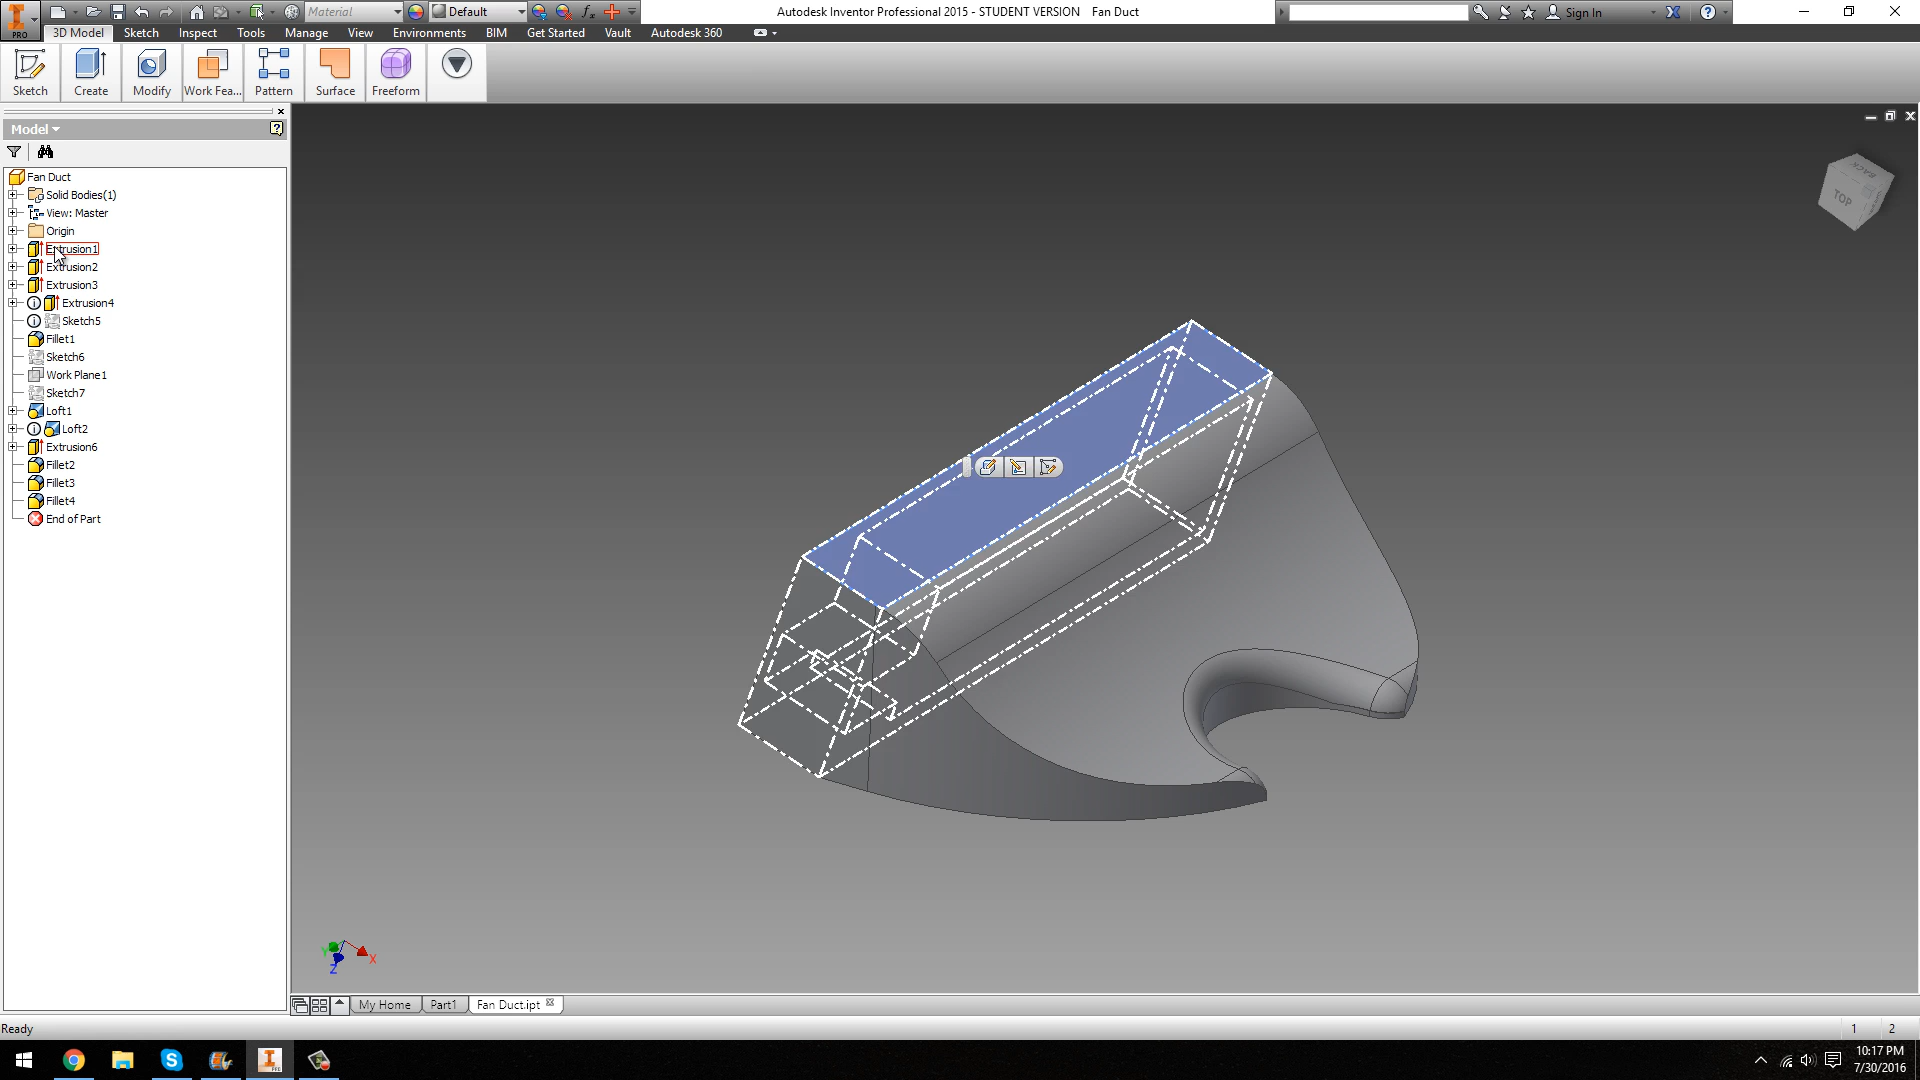 Material
Default
Autodesk Inventor Professional 2015 - STUDENT VERSION Fan Duct
Sign In
PRO
3D Model Sketch Inspect Tools Manage View Environments BIM Get Started Vault Autodesk 360
Sketch Create Modify Work Fea... Pattern Surface Freeform
Model
Fan Duct
Solid Bodies(1)
View: Master
Origin
Extrusion1
Extrusion2
Extrusion3
Extrusion4
Sketch5
Fillet1
Sketch6
Work Plane1
Sketch7
Loft1
Loft2
Extrusion6
Fillet2
Fillet3
Fillet4
End of Part
BACK
TOP
Y X
Z
My Home Part1 Fan Duct.ipt
Ready
1 2
10:17 PM
7/30/2016